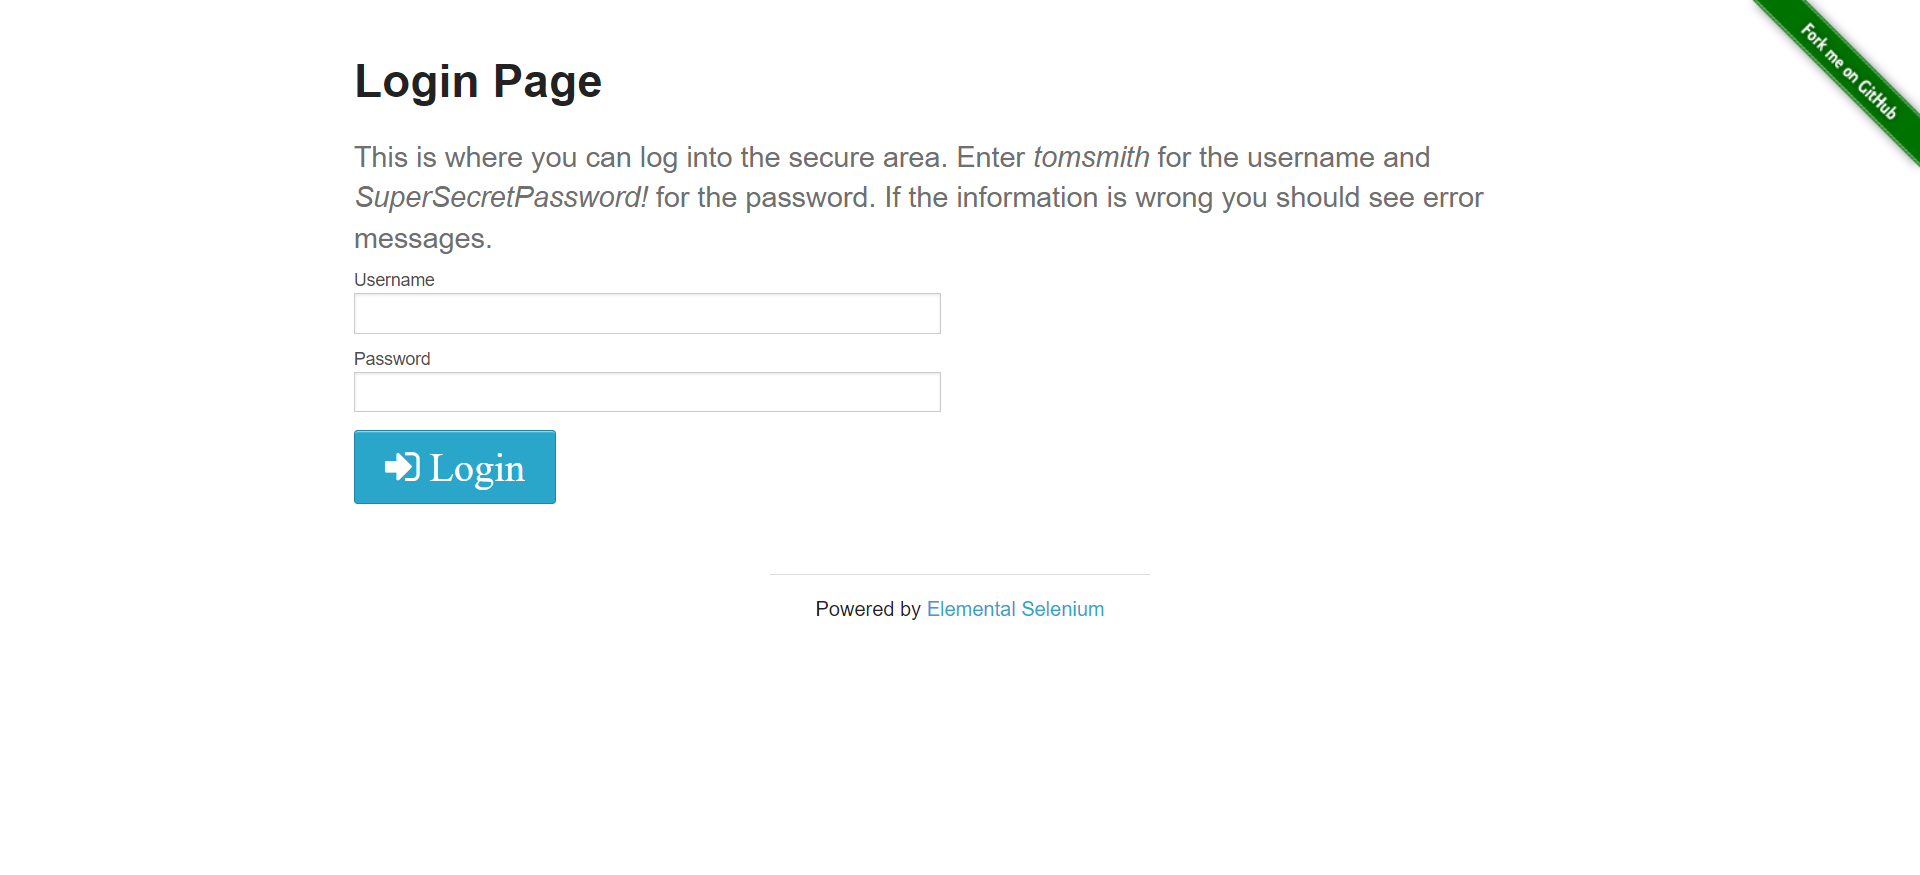 Fork me on GitHub
Login Page
This is where you can log into the secure area. Enter tomsmith for the username and
SuperSecretPassword! for the password. If the information is wrong you should see error
messages.
Username
Password
Login
Powered by Elemental Selenium